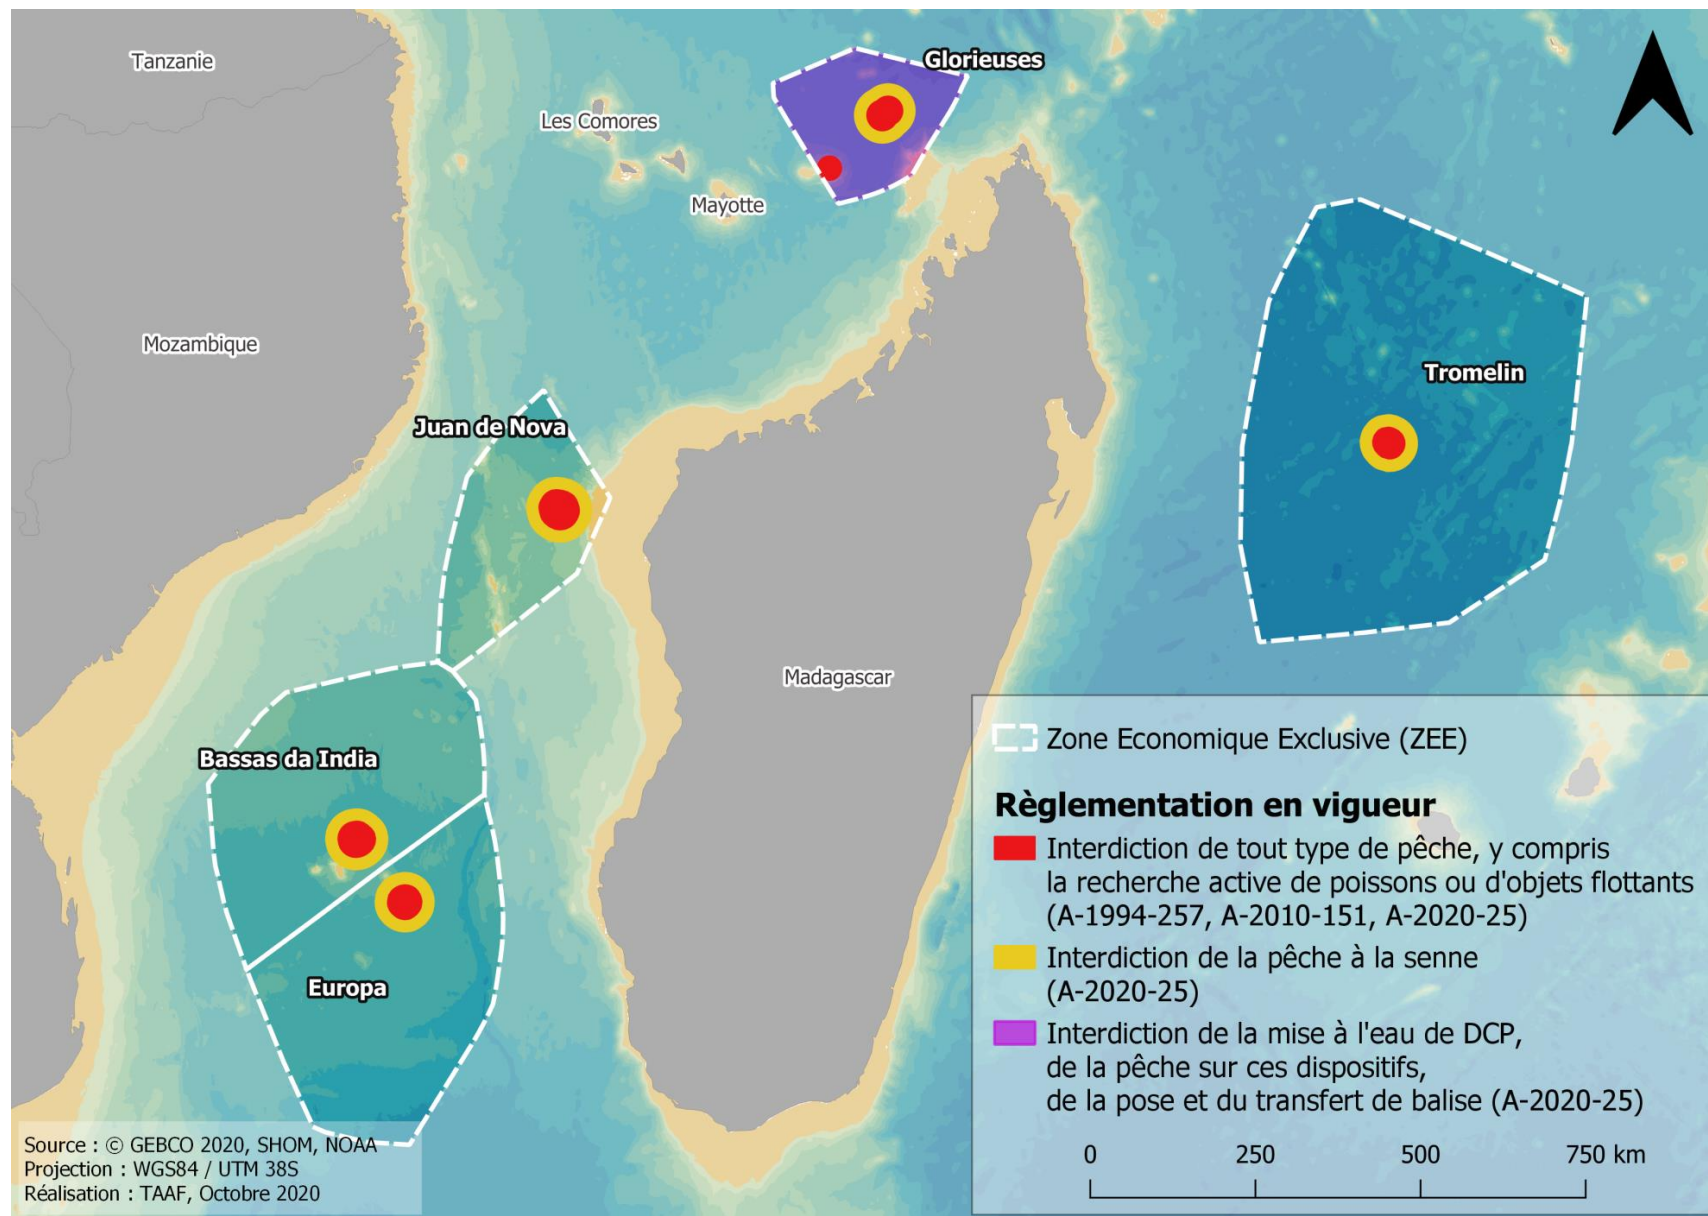 Tanzanie
Glorieuses
Les Comores
Mayotte
Mozambique
Tromelin
Juan de Nova
Madagascar
Bassas da India
Europa
Zone Economique Exclusive (ZEE)
Règlementation en vigueur
Interdiction de tout type de pêche, y compris
la recherche active de poissons ou d'objets flottants
(A-1994-257, A-2010-151, A-2020-25)
Interdiction de la pêche à la senne
(A-2020-25)
Interdiction de la mise à l'eau de DCP,
de la pêche sur ces dispositifs,
de la pose et du transfert de balise (A-2020-25)
0 250 500 750 km
Source : © GEBCO 2020, SHOM, NOAA
Projection : WGS84 / UTM 38S
Réalisation : TAAF, Octobre 2020